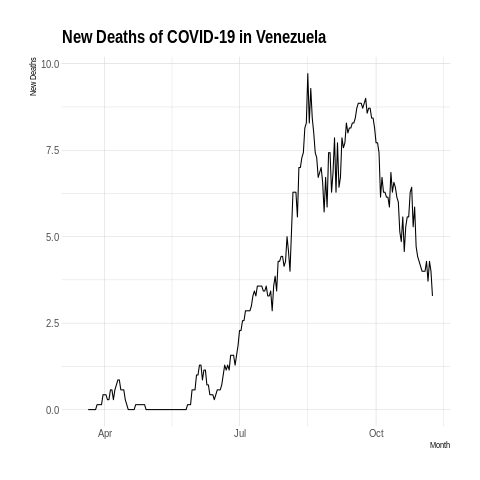 New Deaths of COVID-19 in Venezuela
New Deaths
10.0
7.5
5.0
2.5
0.0
Apr
Jul
Oct
Month